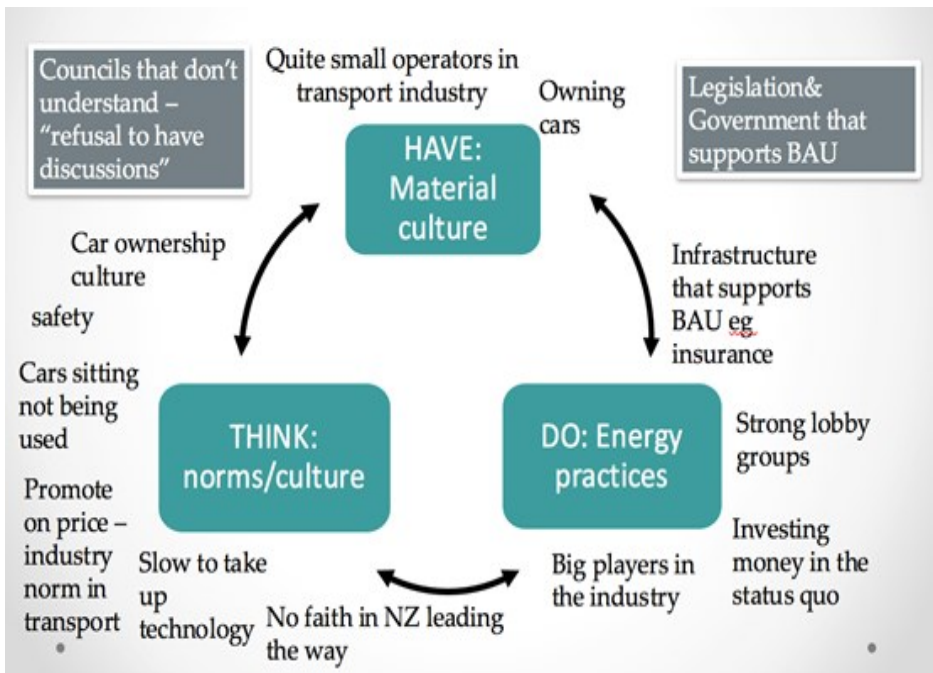 Councils that don’t
understand –
“refusal to have
discussions”
Quite small operators in
transport industry
Owning
cars
Legislation&
Government that
supports BAU
HAVE:
Material
culture
Car ownership
culture
safety
Infrastructure
that supports
BAU eg
insurance
Cars sitting
not being
used
THINK:
norms/culture
DO: Energy
practices
Strong lobby
groups
Promote
on price –
industry
norm in
transport
Slow to take
up
technology
No faith in NZ leading
the way
Big players in
the industry
Investing
money in the
status quo